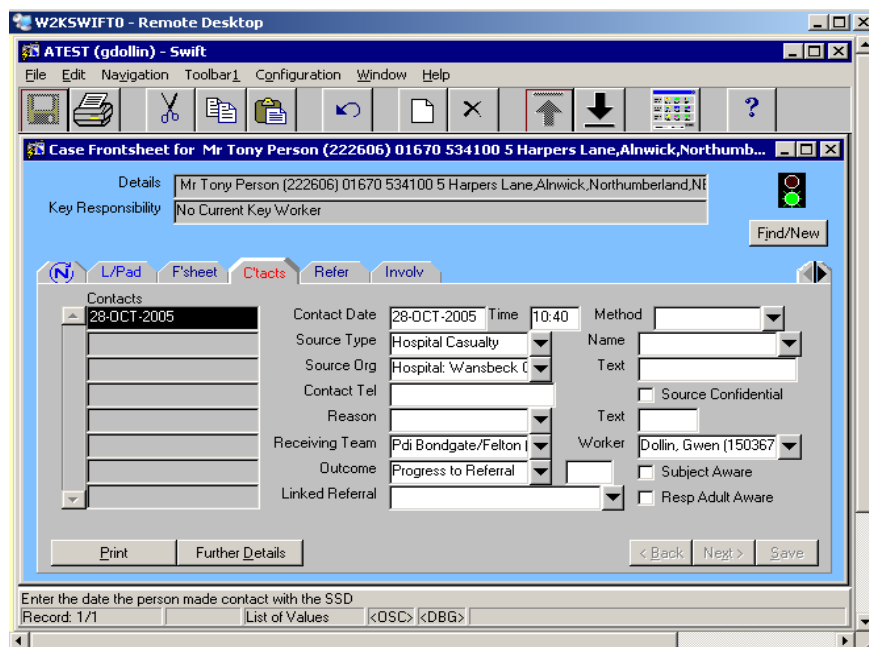 W2KSWIFT0 - Remote Desktop
ATEST (gdollin) - Swift
File Edit Navigation Toolbar1 Configuration Window Help
?
Case Frontsheet for Mr Tony Person (222606) 01670 534100 5 Harpers Lane,Alnwick,Northumb...
Details Mr Tony Person (222606) 01670 534100 5 Harpers Lane,Alnwick,Northumberland,NE
Key Responsibility No Current Key Worker
Find/New
N L/Pad F'sheet C'tacts Refer Involv
Contacts
28-OCT-2005 Contact Date 28-OCT-2005 Time 10:40 Method
Source Type Hospital Casualty Name
Source Org Hospital: Wansbeck Text
Contact Tel Source Confidential
Reason Text
Receiving Team Pdi Bondgate/Felton Worker Dollin, Gwen (150367
Outcome Progress to Referral Subject Aware
Linked Referral Resp Adult Aware
Print Further Details < Back Next > Save
Enter the date the person made contact with the SSD
Record: 1/1 List of Values <OSC> <DBG>